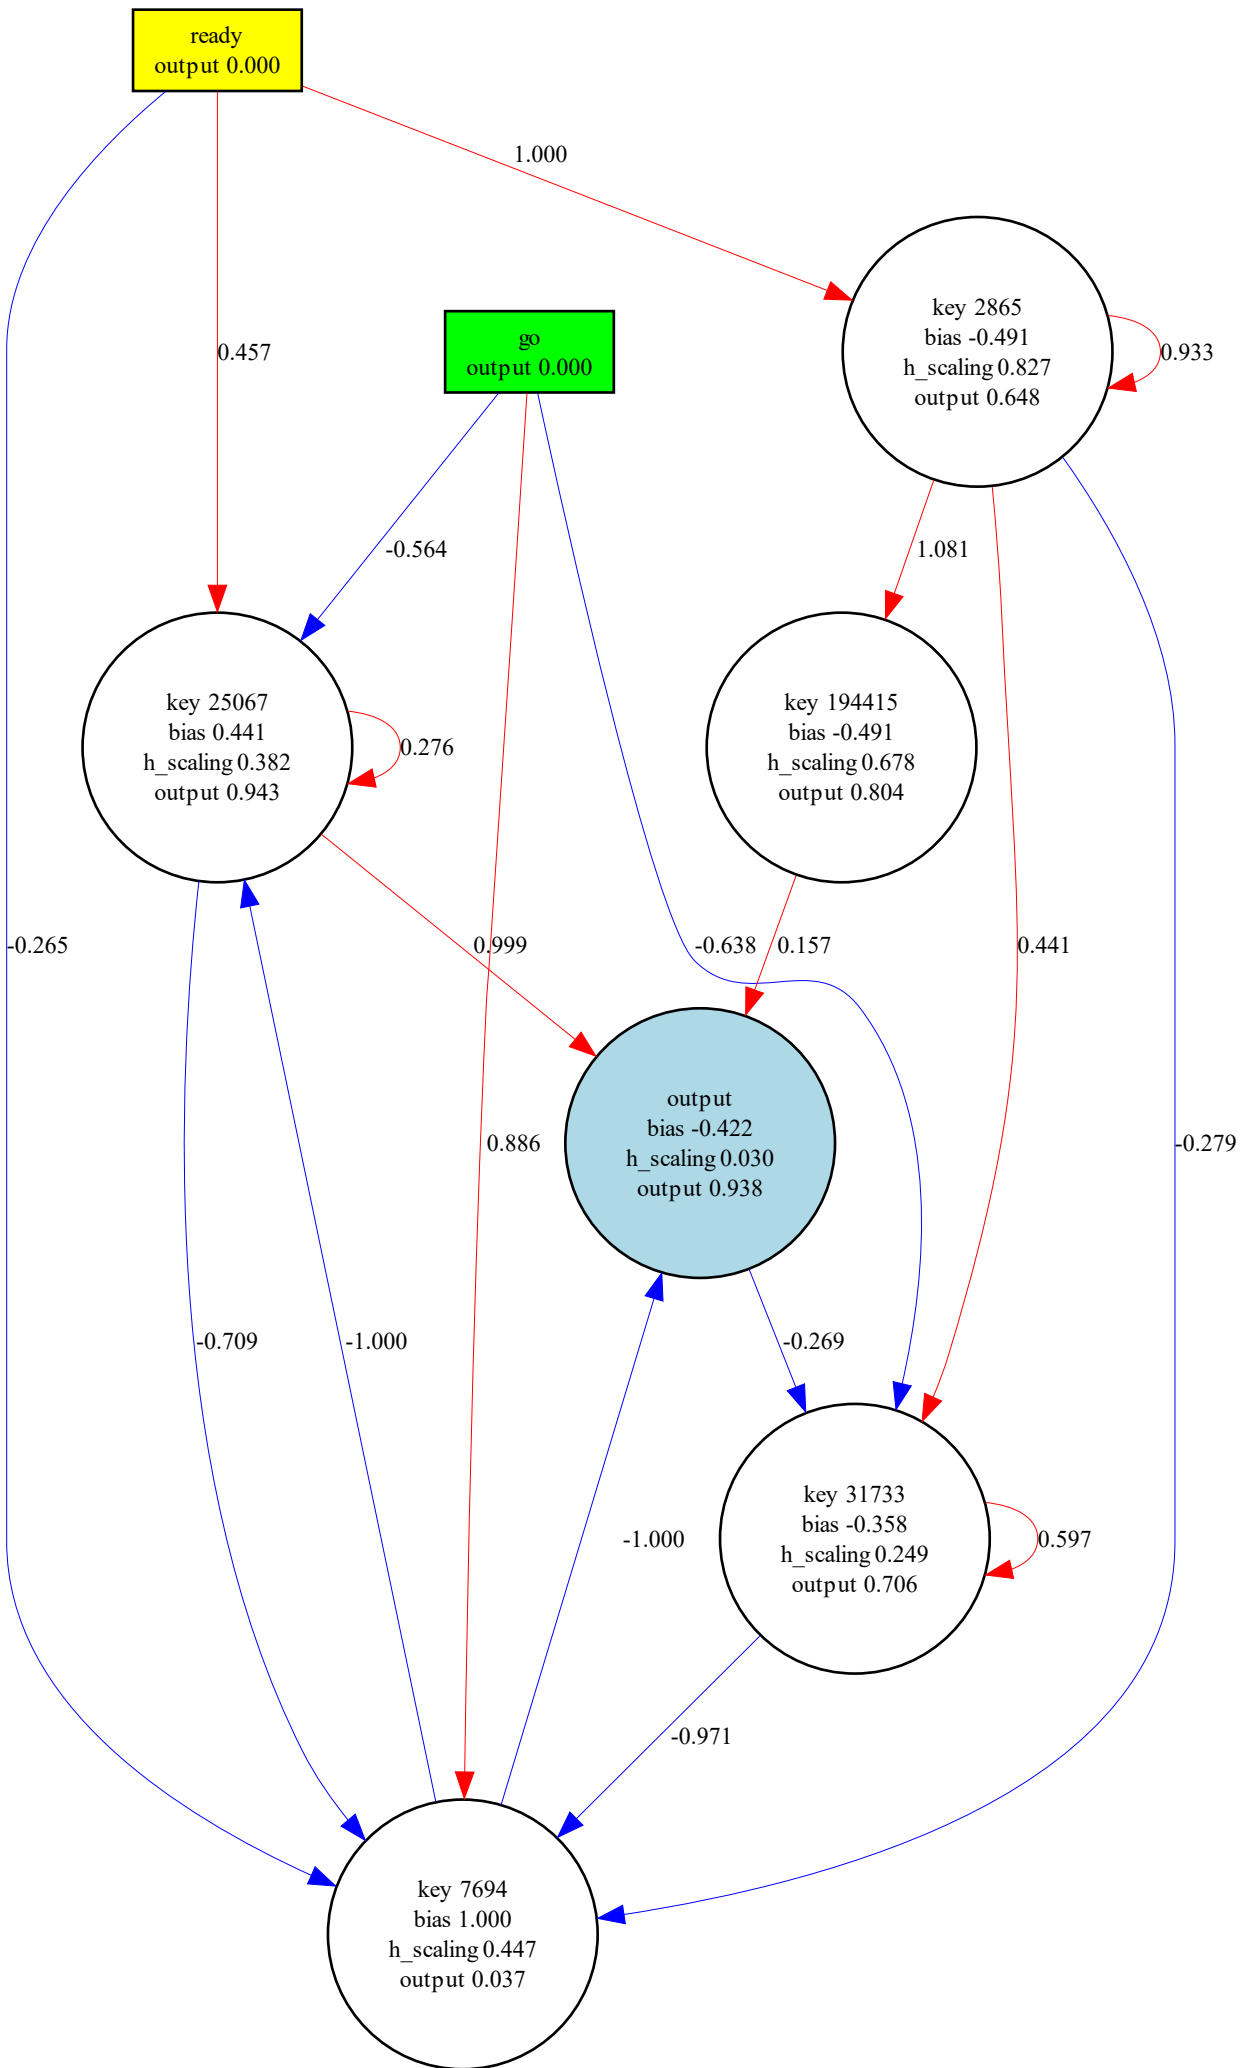 ready
output 0.000
1.000
key 2865
bias -0.491
h_scaling 0.827
output 0.648
0.933
go
output 0.000
0.457
-0.564
1.081
key 25067
bias 0.441
h_scaling 0.382
output 0.943
0.276
key 194415
bias -0.491
h_scaling 0.678
output 0.804
-0.265
0.999
-0.638
0.157
0.441
output
bias -0.422
h_scaling 0.030
output 0.938
0.886
-0.279
-0.709
-1.000
-0.269
key 31733
bias -0.358
h_scaling 0.249
output 0.706
-1.000
0.597
-0.971
key 7694
bias 1.000
h_scaling 0.447
output 0.037